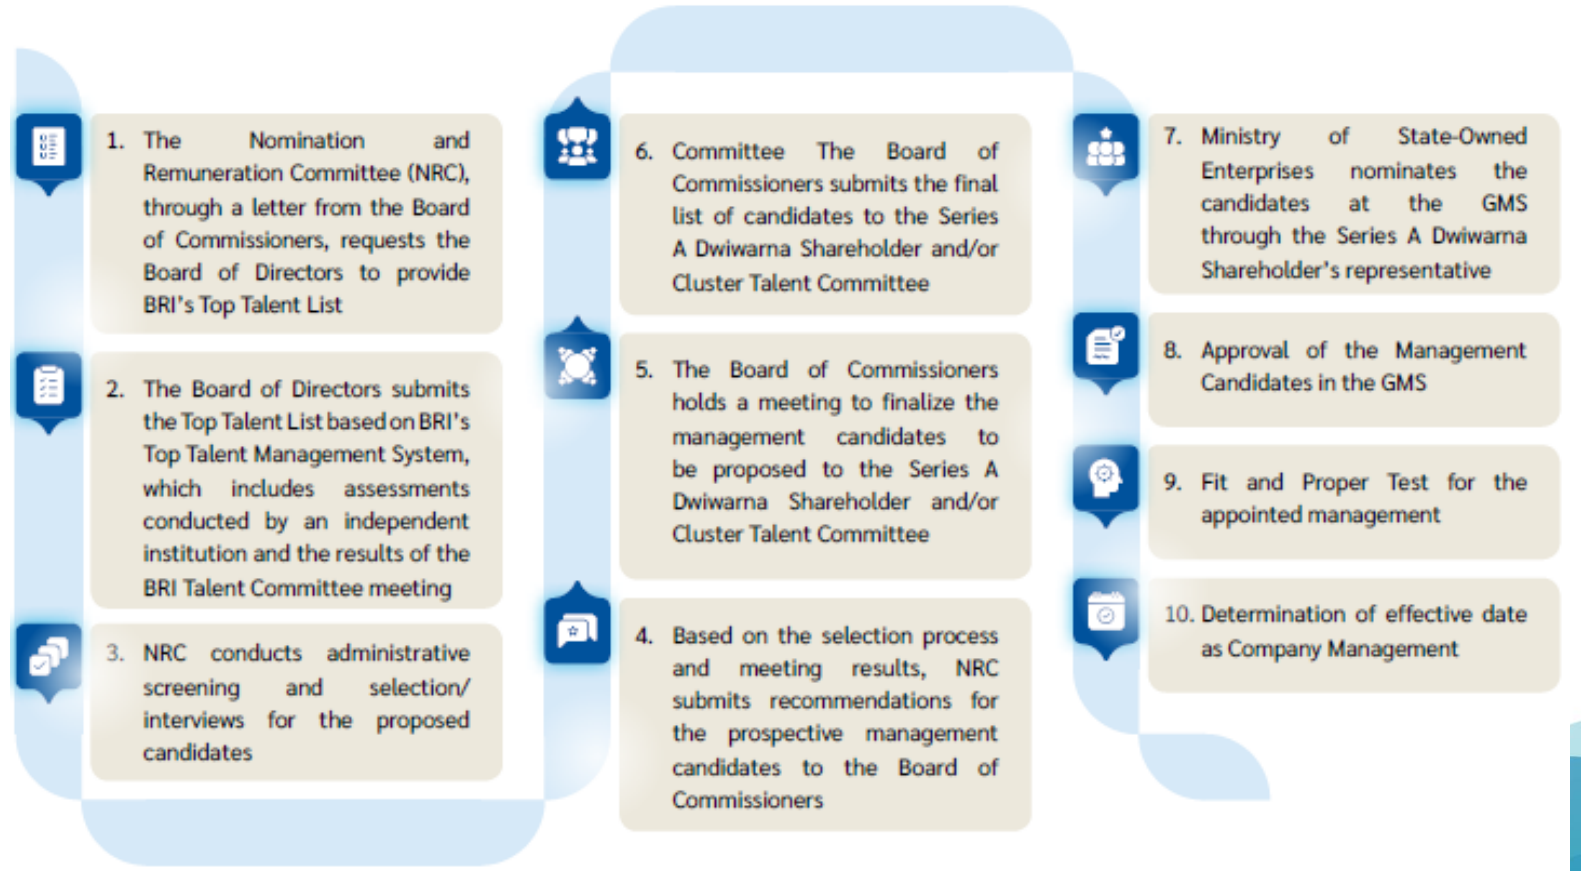 1. The Nomination and
Remuneration Committee (NRC),
through a letter from the Board
of Commissioners, requests the
Board of Directors to provide
BRI's Top Talent List
2. The Board of Directors submits
the Top Talent List based on BRI's
Top Talent Management System,
which includes assessments
conducted by an independent
institution and the results of the
BRI Talent Committee meeting
3. NRC conducts administrative
screening and selection/
interviews for the proposed
candidates
4. Based on the selection process
and meeting results, NRC
submits recommendations for
the prospective management
candidates to the Board of
Commissioners
5. The Board of Commissioners
holds a meeting to finalize the
management candidates to
be proposed to the Series A
Dwiwarna Shareholder and/or
Cluster Talent Committee
6. Committee The Board of
Commissioners submits the final
list of candidates to the Series
A Dwiwarna Shareholder and/or
Cluster Talent Committee
7. Ministry of State-Owned
Enterprises nominates the
candidates at the GMS
through the Series A Dwiwarna
Shareholder's representative
8. Approval of the Management
Candidates in the GMS
9. Fit and Proper Test for the
appointed management
10. Determination of effective date
as Company Management